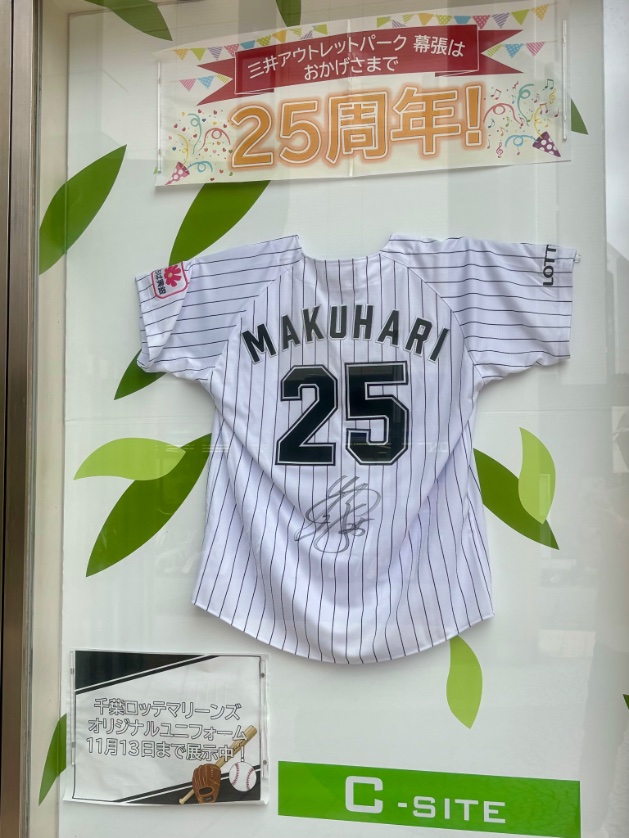 三井アウトレットパーク 幕張は
おかげさまで
25周年!
LOTT
MAKUHARI
25
千葉ロッテマリーンズ
オリジナルユニフォーム
11月13日まで展示中!
C-SITE